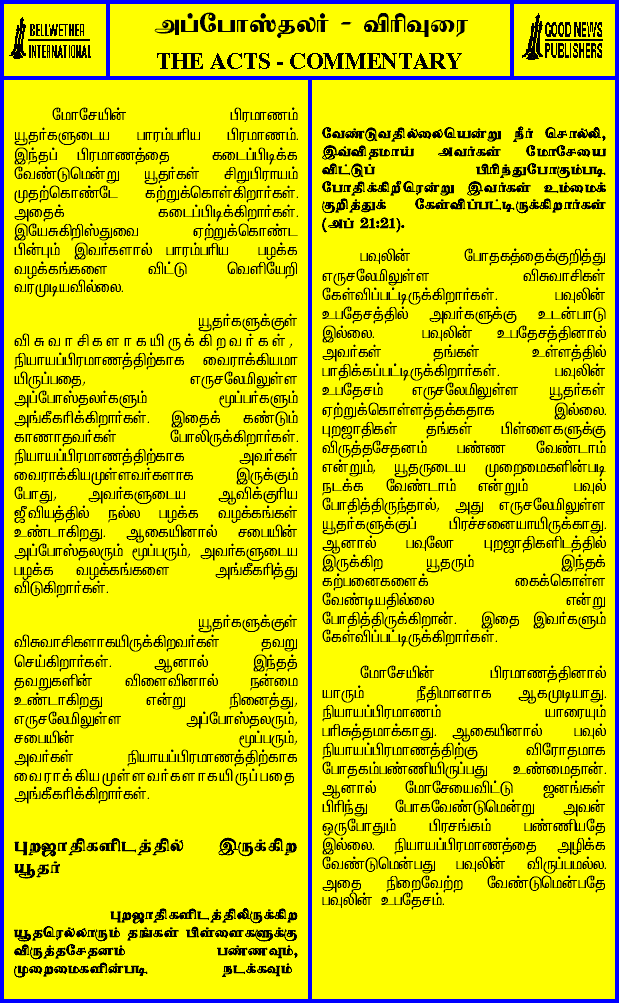 BELLWETHER
INTERNATIONAL
அப்போஸ்தலர் - விரிவுரை
THE ACTS - COMMENTARY
GOOD NEWS
PUBLISHERS
மோசேயின் பிரமாணம்
யூதர்களுடைய பாரம்பரிய பிரமாணம்.
இந்தப் பிரமாணத்தை கடைப்பிடிக்க
வேண்டுமென்று யூதர்கள் சிறுபிராயம்
முதற்கொண்டே கற்றுக்கொள்கிறார்கள்.
அதைக் கடைப்பிடிக்கிறார்கள்.
இயேசுகிறிஸ்துவை ஏற்றுக்கொண்ட
பின்பும் இவர்களால் பாரம்பரிய பழக்க
வழக்கங்களை விட்டு வெளியேறி
வரமுடியவில்லை.
யூதர்களுக்குள்
விசுவாசிகளாகயிருக்கிறவர்கள்,
நியாயப்பிரமாணத்திற்காக வைராக்கியமா
யிருப்பதை, எருசலேமிலுள்ள
அப்போஸ்தலர்களும் மூப்பர்களும்
அங்கீகரிக்கிறார்கள். இதைக் கண்டும்
காணாதவர்கள் போலிருக்கிறார்கள்.
நியாயப்பிரமாணத்திற்காக அவர்கள்
வைராக்கியமுள்ளவர்களாக இருக்கும்
போது, அவர்களுடைய ஆவிக்குரிய
ஜீவியத்தில் நல்ல பழக்க வழக்கங்கள்
உண்டாகிறது. ஆகையினால் சபையின்
அப்போஸ்தலரும் மூப்பரும், அவர்களுடைய
பழக்க வழக்கங்களை அங்கீகரித்து
விடுகிறார்கள்.
யூதர்களுக்குள்
விசுவாசிகளாகயிருக்கிறவர்கள் தவறு
செய்கிறார்கள். ஆனால் இந்தத்
தவறுகளின் விளைவினால் நன்மை
உண்டாகிறது என்று நினைத்து,
எருசலேமிலுள்ள அப்போஸ்தலரும்,
சபையின் மூப்பரும்,
அவர்கள் நியாயப்பிரமாணத்திற்காக
வைராக்கியமுள்ளவர்களாகயிருப்பதை
அங்கீகரிக்கிறார்கள்.
புறஜாதிகளிடத்தில் இருக்கிற
யூதர்
புறஜாதிகளிடத்திலிருக்கிற
யூதரெல்லாரும் தங்கள் பிள்ளைகளுக்கு
விருத்தசேதனம் பண்ணவும்,
முறைமைகளின்படி நடக்கவும்
வேண்டுவதில்லையென்று நீர் சொல்லி,
இவ்விதமாய் அவர்கள் மோசேயை
விட்டுப் பிரிந்துபோகும்படி
போதிக்கிறீரென்று இவர்கள் உம்மைக்
குறித்துக் கேள்விப்பட்டிருக்கிறார்கள்
(அப் 21:21).
பவுலின் போதகத்தைக்குறித்து
எருசலேமிலுள்ள விசுவாசிகள்
கேள்விப்பட்டிருக்கிறார்கள். பவுலின்
உபதேசத்தில் அவர்களுக்கு உடன்பாடு
இல்லை. பவுலின் உபதேசத்தினால்
அவர்கள் தங்கள் உள்ளத்தில்
பாதிக்கப்பட்டிருக்கிறார்கள். பவுலின்
உபதேசம் எருசலேமிலுள்ள யூதர்கள்
ஏற்றுக்கொள்ளத்தக்கதாக இல்லை.
புறஜாதிகள் தங்கள் பிள்ளைகளுக்கு
விருத்தசேதனம் பண்ண வேண்டாம்
என்றும், யூதருடைய முறைமைகளின்படி
நடக்க வேண்டாம் என்றும் பவுல்
போதித்திருந்தால், அது எருசலேமிலுள்ள
யூதர்களுக்குப் பிரச்சனையாயிருக்காது.
ஆனால் பவுலோ புறஜாதிகளிடத்தில்
இருக்கிற யூதரும் இந்தக்
கற்பனைகளைக் கைக்கொள்ள
வேண்டியதில்லை என்று
போதித்திருக்கிறான். இதை இவர்களும்
கேள்விப்பட்டிருக்கிறார்கள்.
மோசேயின் பிரமாணத்தினால்
யாரும் நீதிமானாக ஆகமுடியாது.
நியாயப்பிரமாணம் யாரையும்
பரிசுத்தமாக்காது. ஆகையினால் பவுல்
நியாயப்பிரமாணத்திற்கு விரோதமாக
போதகம்பண்ணியிருப்பது உண்மைதான்.
ஆனால் மோசேயைவிட்டு ஜனங்கள்
பிரிந்து போகவேண்டுமென்று அவன்
ஒருபோதும் பிரசங்கம் பண்ணியதே
இல்லை. நியாயப்பிரமாணத்தை அழிக்க
வேண்டுமென்பது பவுலின் விருப்பமல்ல.
அதை நிறைவேற்ற வேண்டுமென்பதே
பவுலின் உபதேசம்.